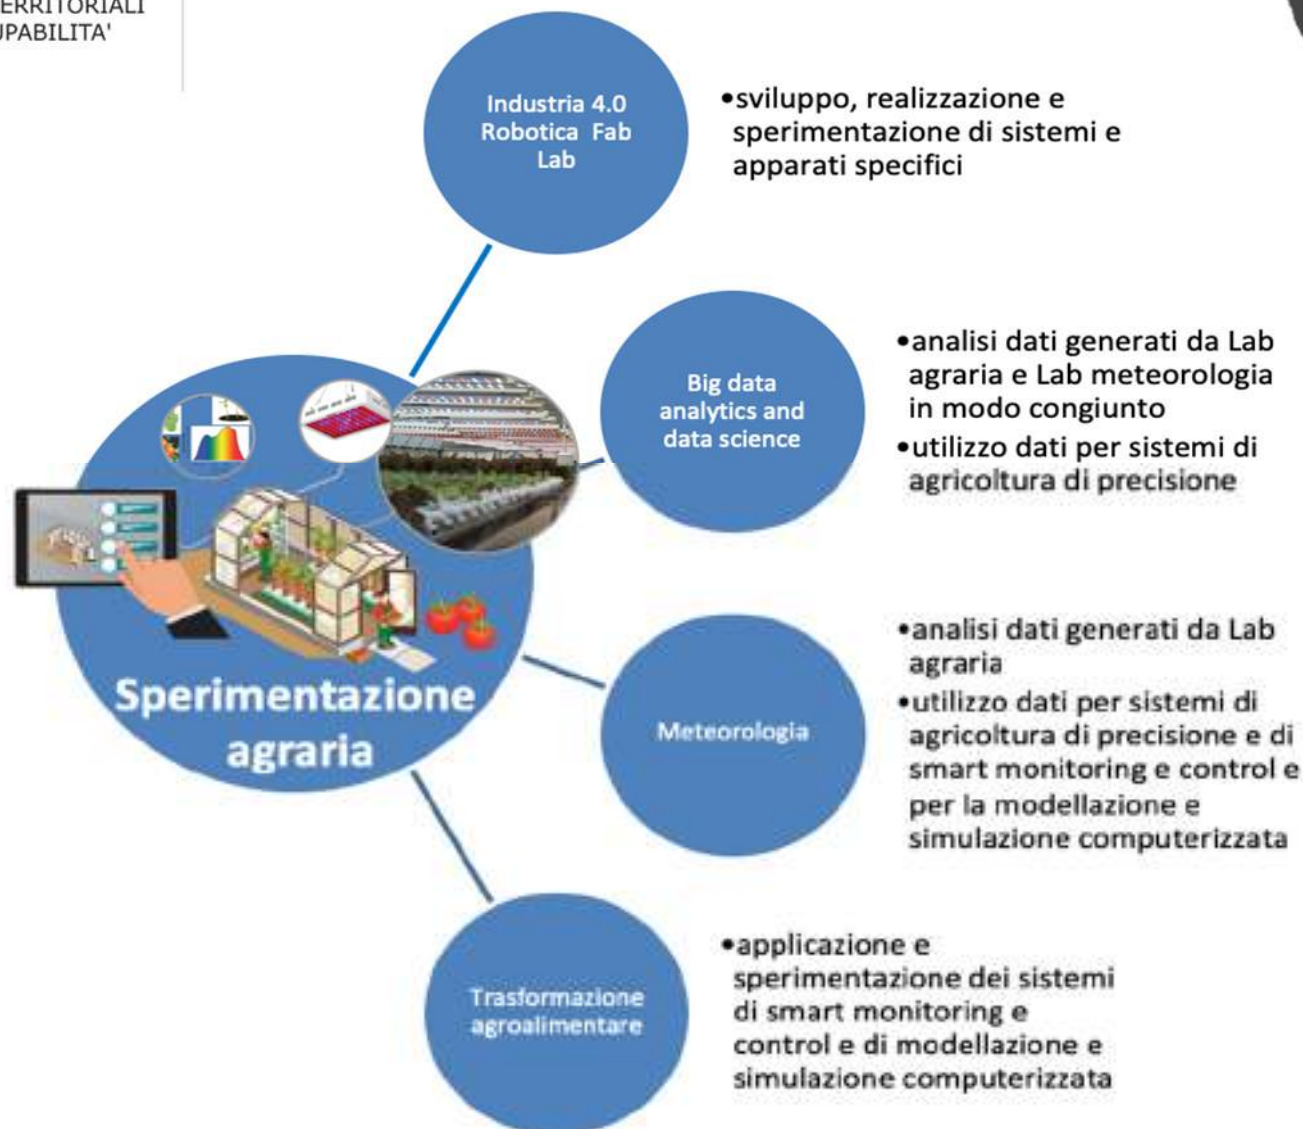 ERRITORIALI
UPABILITA'
Industria 4.0
Robotica Fab
Lab
•sviluppo, realizzazione e
sperimentazione di sistemi e
apparati specifici
Big data
analytics and
data science
•analisi dati generati da Lab
agraria e Lab meteorologia
in modo congiunto
•utilizzo dati per sistemi di
agricoltura di precisione
Sperimentazione
agraria
Meteorologia
•analisi dati generati da Lab
agraria
•utilizzo dati per sistemi di
agricoltura di precisione e di
smart monitoring e control e
per la modellazione e
simulazione computerizzata
Trasformazione
agroalimentare
•applicazione e
sperimentazione dei sistemi
di smart monitoring e
control e di modellazione e
simulazione computerizzata